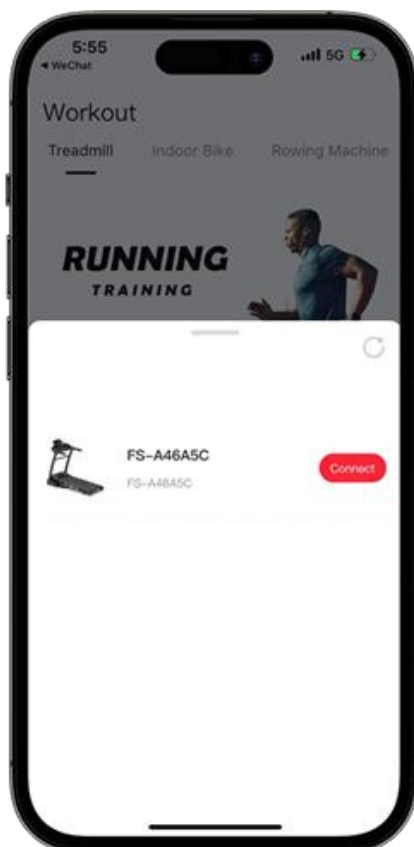 5:55
5G
◀ WeChat
Workout
Treadmill Indoor Bike Rowing Machine
RUNNING
TRAINING
FS-A46A5C
FS-A46A5C
Connect